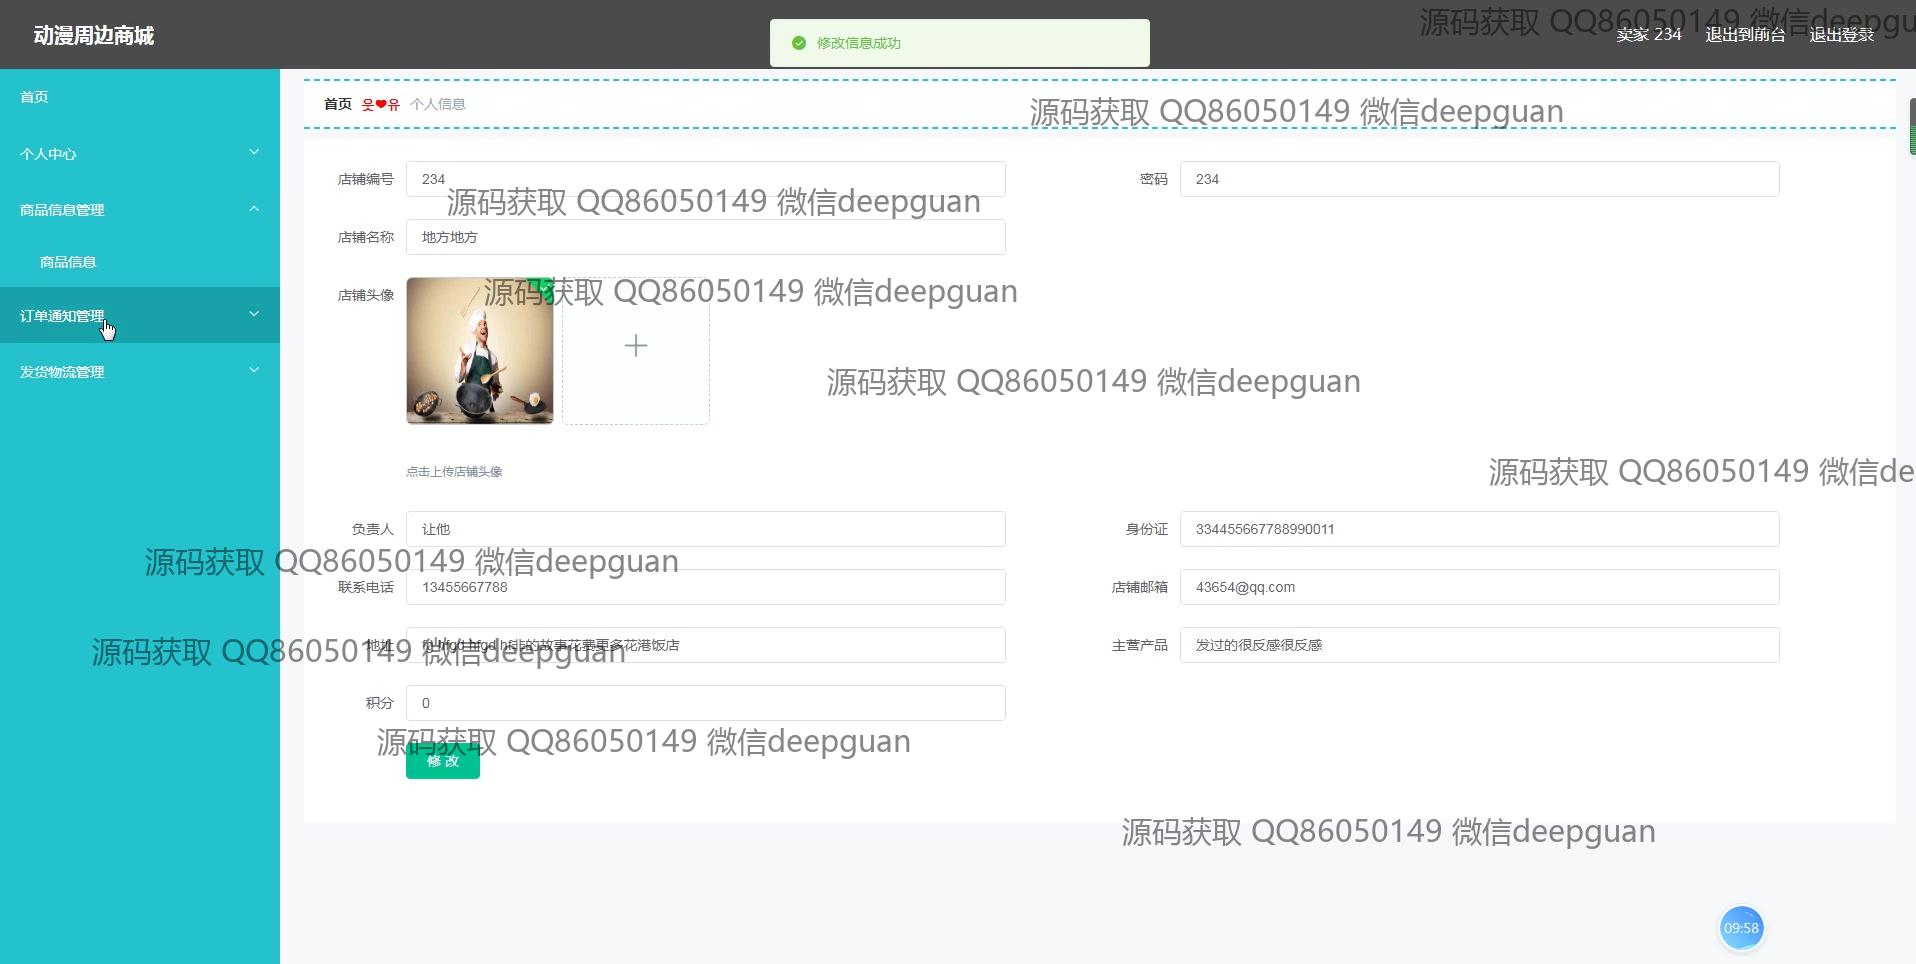 动漫周边商城
修改信息成功
源码获取 QQ86050149 微信deepgu
卖家 234 退出到前台 退出登录
首页
个人中心
商品信息管理
商品信息
订单通知管理
发货物流管理
首页 웃❤유 个人信息
源码获取 QQ86050149 微信deepguan
店铺编号 234
密码 234
源码获取 QQ86050149 微信deepguan
店铺名称 地方地方
店铺头像
源码获取 QQ86050149 微信deepguan
源码获取 QQ86050149 微信deepguan
点击上传店铺头像
源码获取 QQ86050149 微信de
负责人 让他
身份证 334455667788990011
源码获取 QQ86050149 微信deepguan
联系电话 13455667788
店铺邮箱 43654@qq.com
地址 的故事花费更多花港饭店
主营产品 发过的很反感很反感
源码获取 QQ86050149 微信deepguan
积分 0
源码获取 QQ86050149 微信deepguan
修改
源码获取 QQ86050149 微信deepguan
09:58